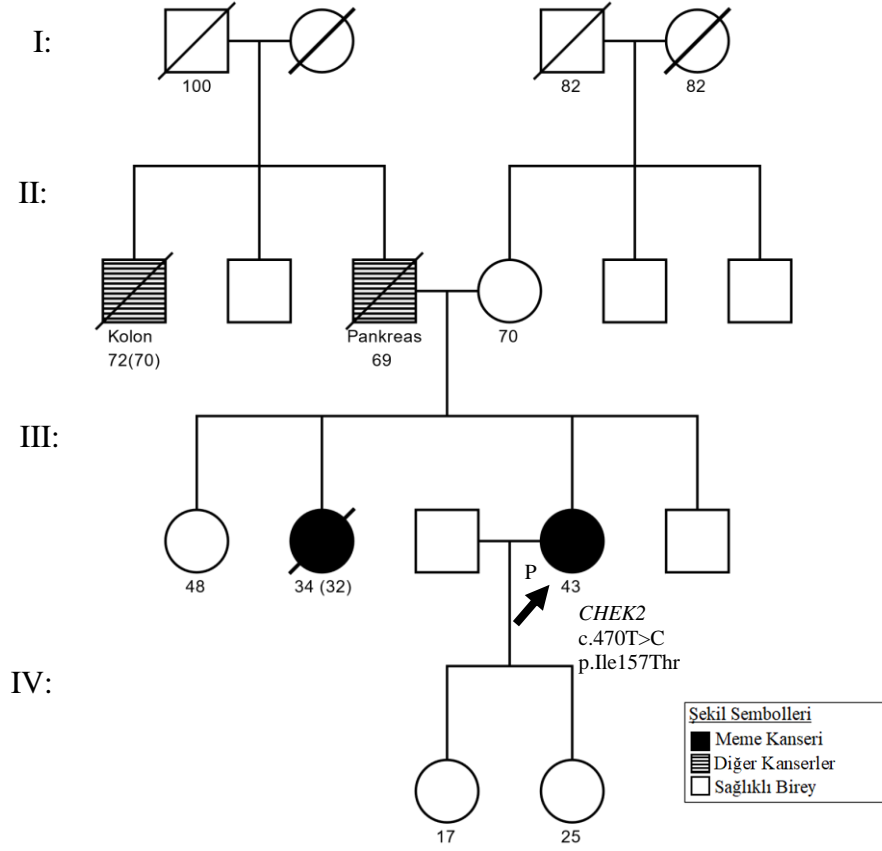 I:
100
82
82
II:
Kolon
72(70)
Pankreas
69
70
III:
48
34 (32)
P
43
CHEK2
c.470T>C
p.Ile157Thr
IV:
17
25
Şekil Sembolleri
Meme Kanseri
Diğer Kanserler
Sağlıklı Birey